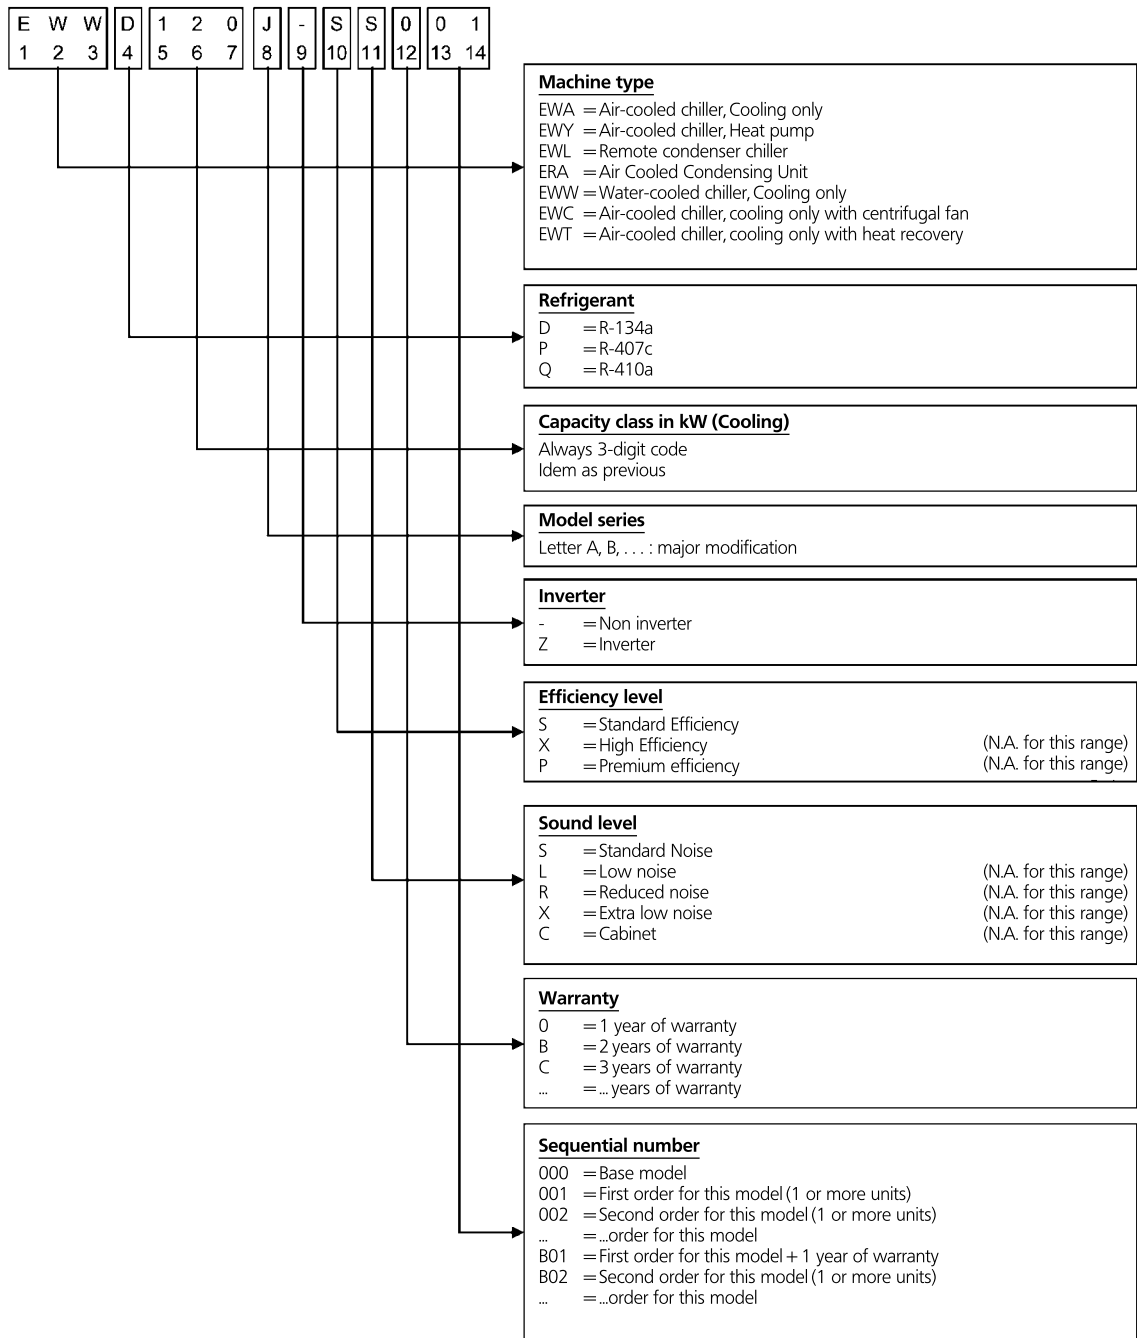 E W W D 1 2 0 J - S S 0 0 1
1 2 3 4 5 6 7 8 9 10 11 12 13 14
Machine type
EWA =Air-cooled chiller, Cooling only
EWY =Air-cooled chiller, Heat pump
EWL =Remote condenser chiller
ERA =Air Cooled Condensing Unit
EWW =Water-cooled chiller, Cooling only
EWC =Air-cooled chiller, cooling only with centrifugal fan
EWT =Air-cooled chiller, cooling only with heat recovery
Refrigerant
D =R-134a
P =R-407c
Q =R-410a
Capacity class in kW (Cooling)
Always 3-digit code
Idem as previous
Model series
Letter A, B, . . . : major modification
Inverter
- =Non inverter
Z =Inverter
Efficiency level
S =Standard Efficiency
X =High Efficiency (N.A. for this range)
P =Premium efficiency (N.A. for this range)
Sound level
S =Standard Noise
L =Low noise (N.A. for this range)
R =Reduced noise (N.A. for this range)
X =Extra low noise (N.A. for this range)
C =Cabinet (N.A. for this range)
Warranty
0 =1 year of warranty
B =2 years of warranty
C =3 years of warranty
... =... years of warranty
Sequential number
000 =Base model
001 =First order for this model (1 or more units)
002 =Second order for this model (1 or more units)
... =...order for this model
B01 =First order for this model + 1 year of warranty
B02 =Second order for this model (1 or more units)
... =...order for this model